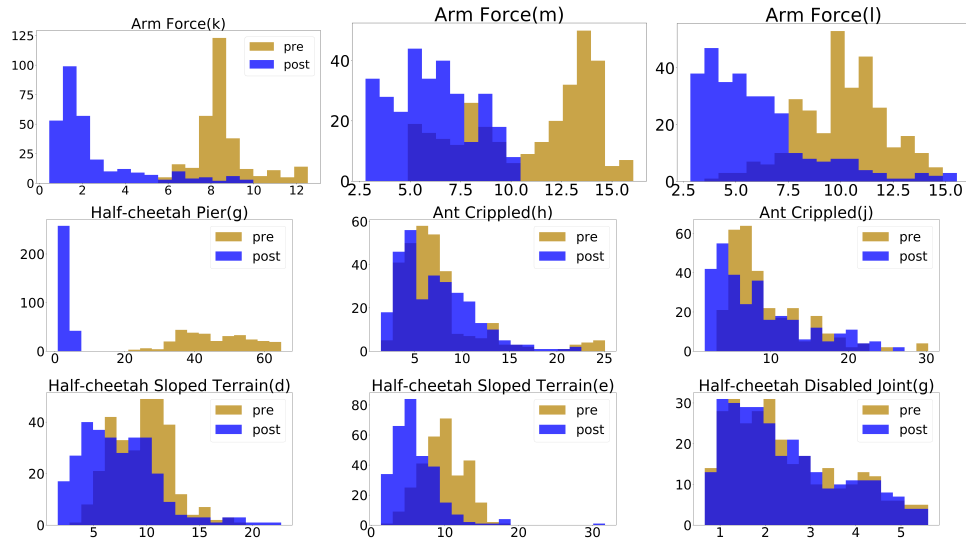 Arm Force(k)
125
100
75
50
25
0
pre
post
0 2 4 6 8 10 12
Arm Force(m)
40
20
0
2.5 5.0 7.5 10.0 12.5 15.0
Arm Force(l)
40
20
0
2.5 5.0 7.5 10.0 12.5 15.0
Half-cheetah Pier(g)
200
100
0
pre
post
0 20 40 60
Ant Crippled(h)
60
40
20
0
pre
post
5 10 15 20 25
Ant Crippled(j)
60
40
20
0
pre
post
10 20 30
Half-cheetah Sloped Terrain(d)
40
20
0
pre
post
5 10 15 20
Half-cheetah Sloped Terrain(e)
80
60
40
20
0
pre
post
0 10 20 30
Half-cheetah Disabled Joint(g)
30
20
10
0
pre
post
1 2 3 4 5